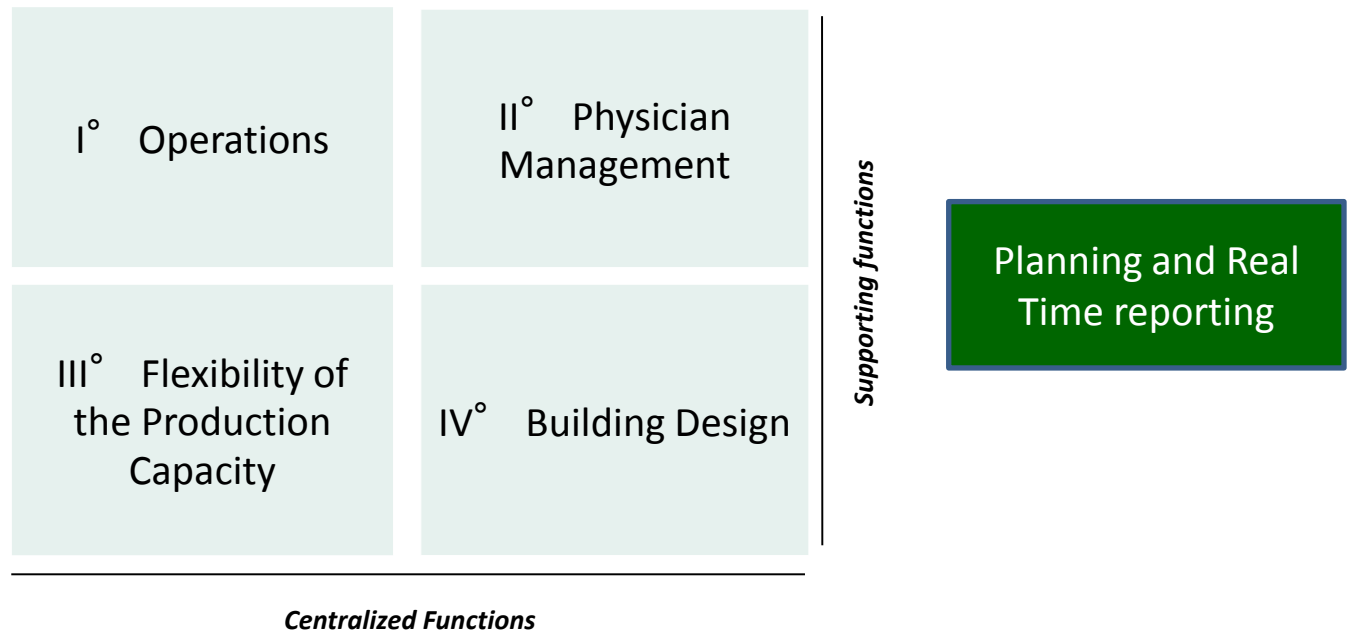 I° Operations
II° Physician
Management
III° Flexibility of
the Production
Capacity
IV° Building Design
Supporting functions
Planning and Real
Time reporting
Centralized Functions